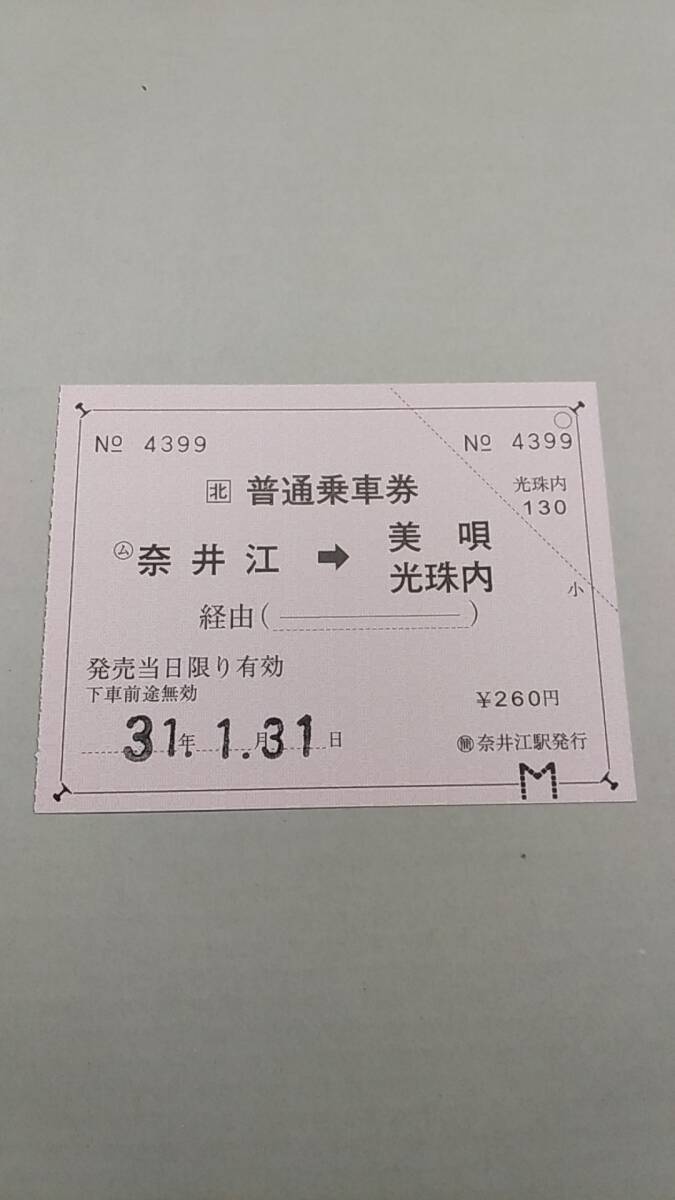 № 4399 № 4399
北 普通乗車券
光珠内
130
㋰奈井江 ➡ 美唄
光珠内
小
経由( )
発売当日限り有効
下車前途無効
¥260円
31年.1月.31日
奈井江駅発行
M